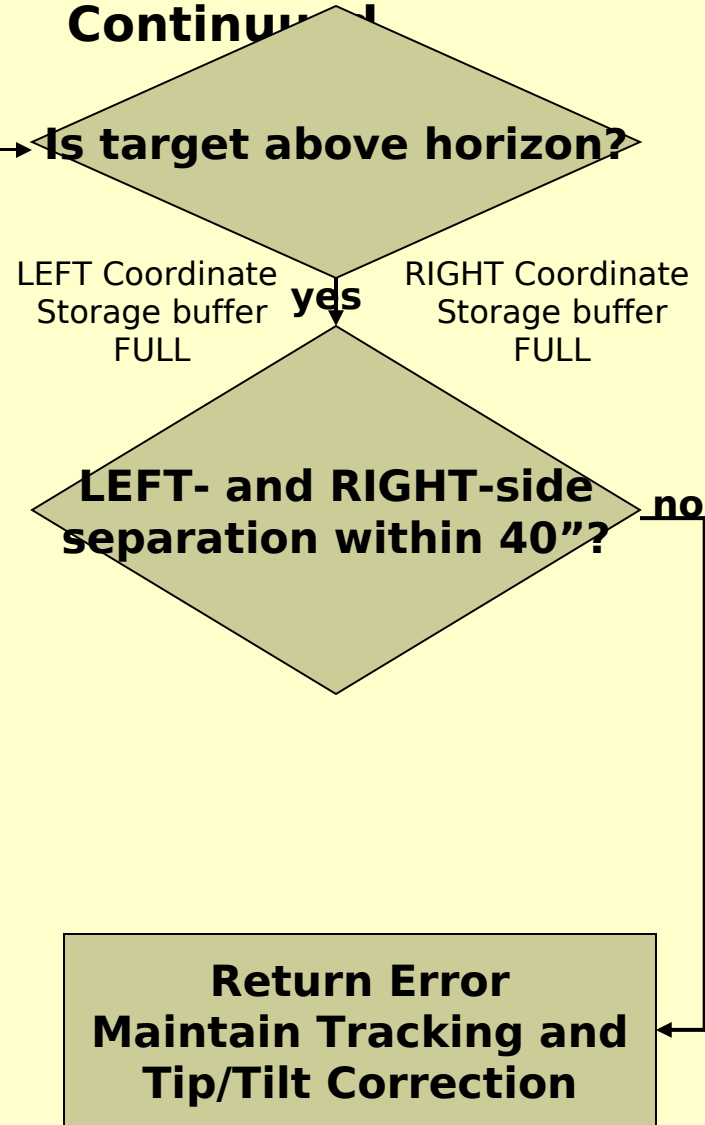 Is target above horizon?
LEFT Coordinate
Storage buffer
FULL
yes
RIGHT Coordinate
Storage buffer
FULL
LEFT- and RIGHT-side
separation within 40”?
no
Return Error
Maintain Tracking and
Tip/Tilt Correction